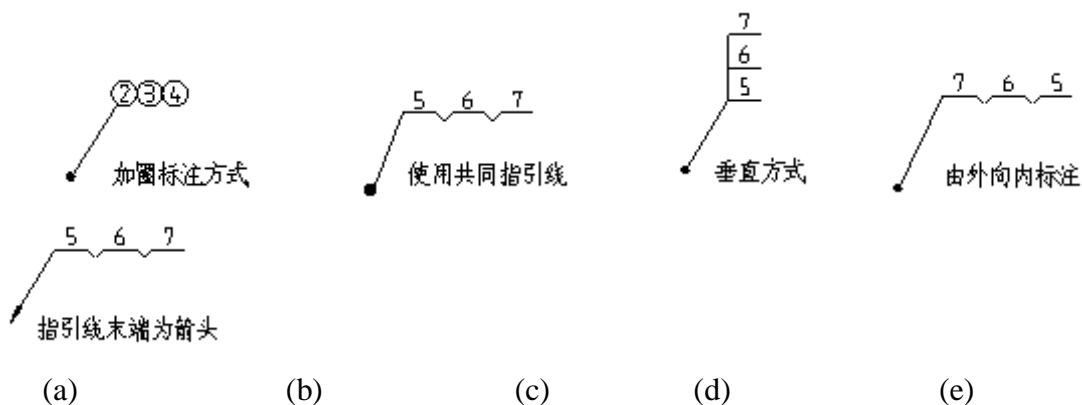 ②③④
加圈标注方式
5 6 7
使用共同指引线
7
6
5
垂直方式
7 6 5
由外向内标注
5 6 7
指引线末端为箭头
(a) (b) (c) (d) (e)